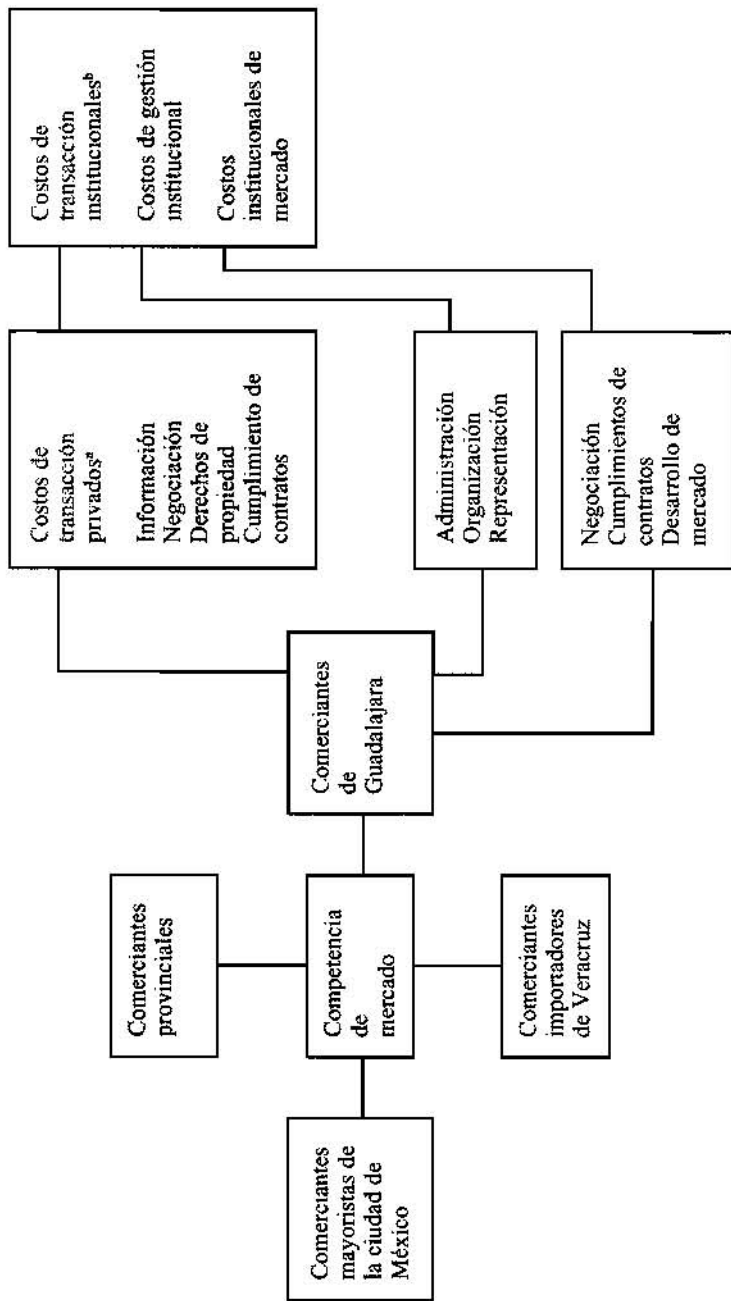 Comerciantes
mayoristas de
la ciudad de
México
Comerciantes
provinciales
Competencia
de
mercado
Comerciantes
importadores
de Veracruz
Comerciantes
de
Guadalajara
Costos de
transacción
privadosª
Información
Negociación
Derechos de
propiedad
Cumplimiento de
contratos
Administración
Organización
Representación
Negociación
Cumplimientos de
contratos
Desarrollo de
mercado
Costos de
transacción
institucionalesᵇ
Costos de gestión
institucional
Costos
institucionales de
mercado